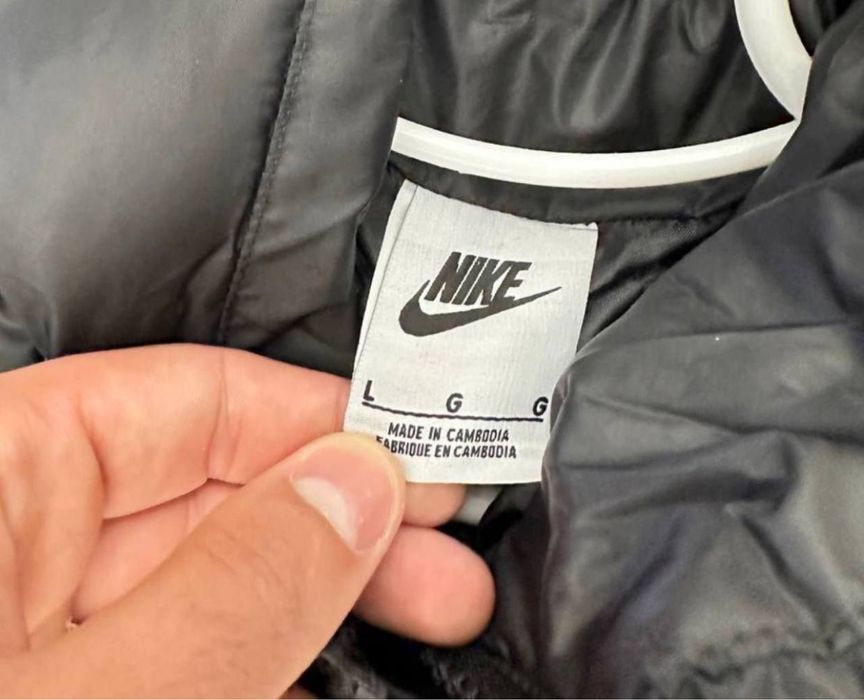 NIKE
L G G
MADE IN CAMBODIA
FABRIQUE EN CAMBODIA